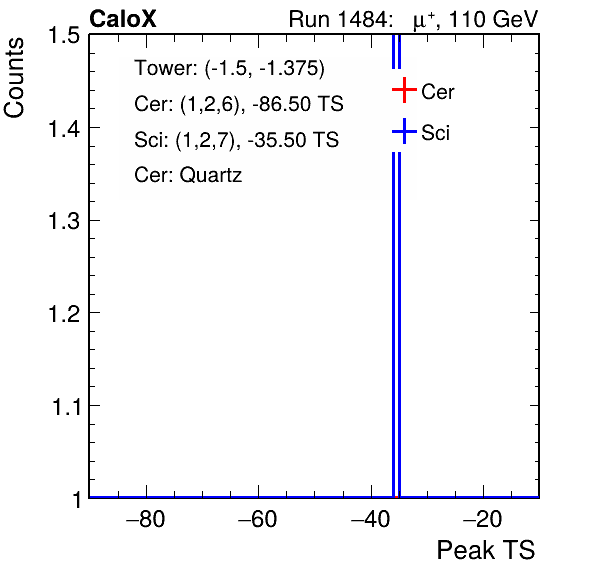 CaloX Run 1484: μ⁺, 110 GeV
Counts
1.5
1.4
1.3
1.2
1.1
1
Tower: (-1.5, -1.375)
Cer: (1,2,6), -86.50 TS
Sci: (1,2,7), -35.50 TS
Cer: Quartz
Cer
Sci
−80 −60 −40 −20
Peak TS